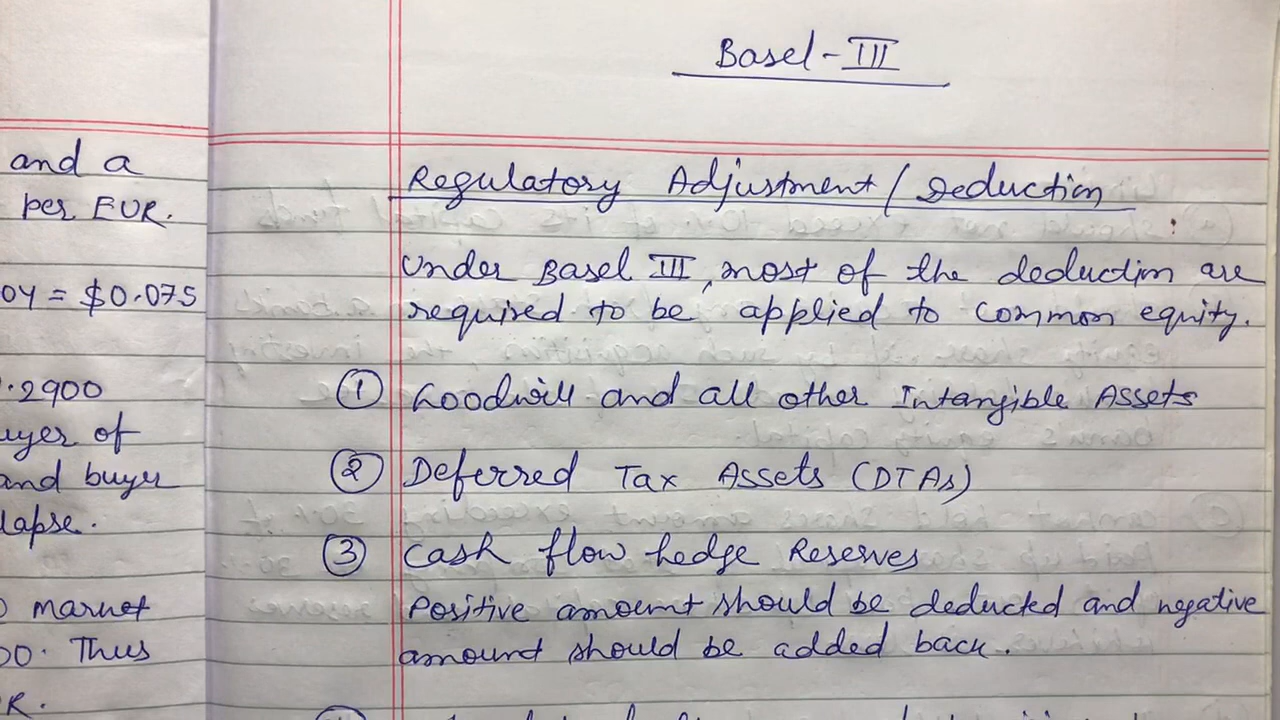 and a
per EUR.
04 = $0.075
.2900
uyer of
and buyer
lapse.
market
00. Thus
R.
Basel-III
Regulatory Adjustment / Deduction
Under Basel III, most of the deduction are
required to be applied to common equity.
① Goodwill and all other Intangible Assets
② Deferred Tax Assets (DTAs)
③ Cash flow hedge Reserves
Positive amount should be deducted and negative
amount should be added back.